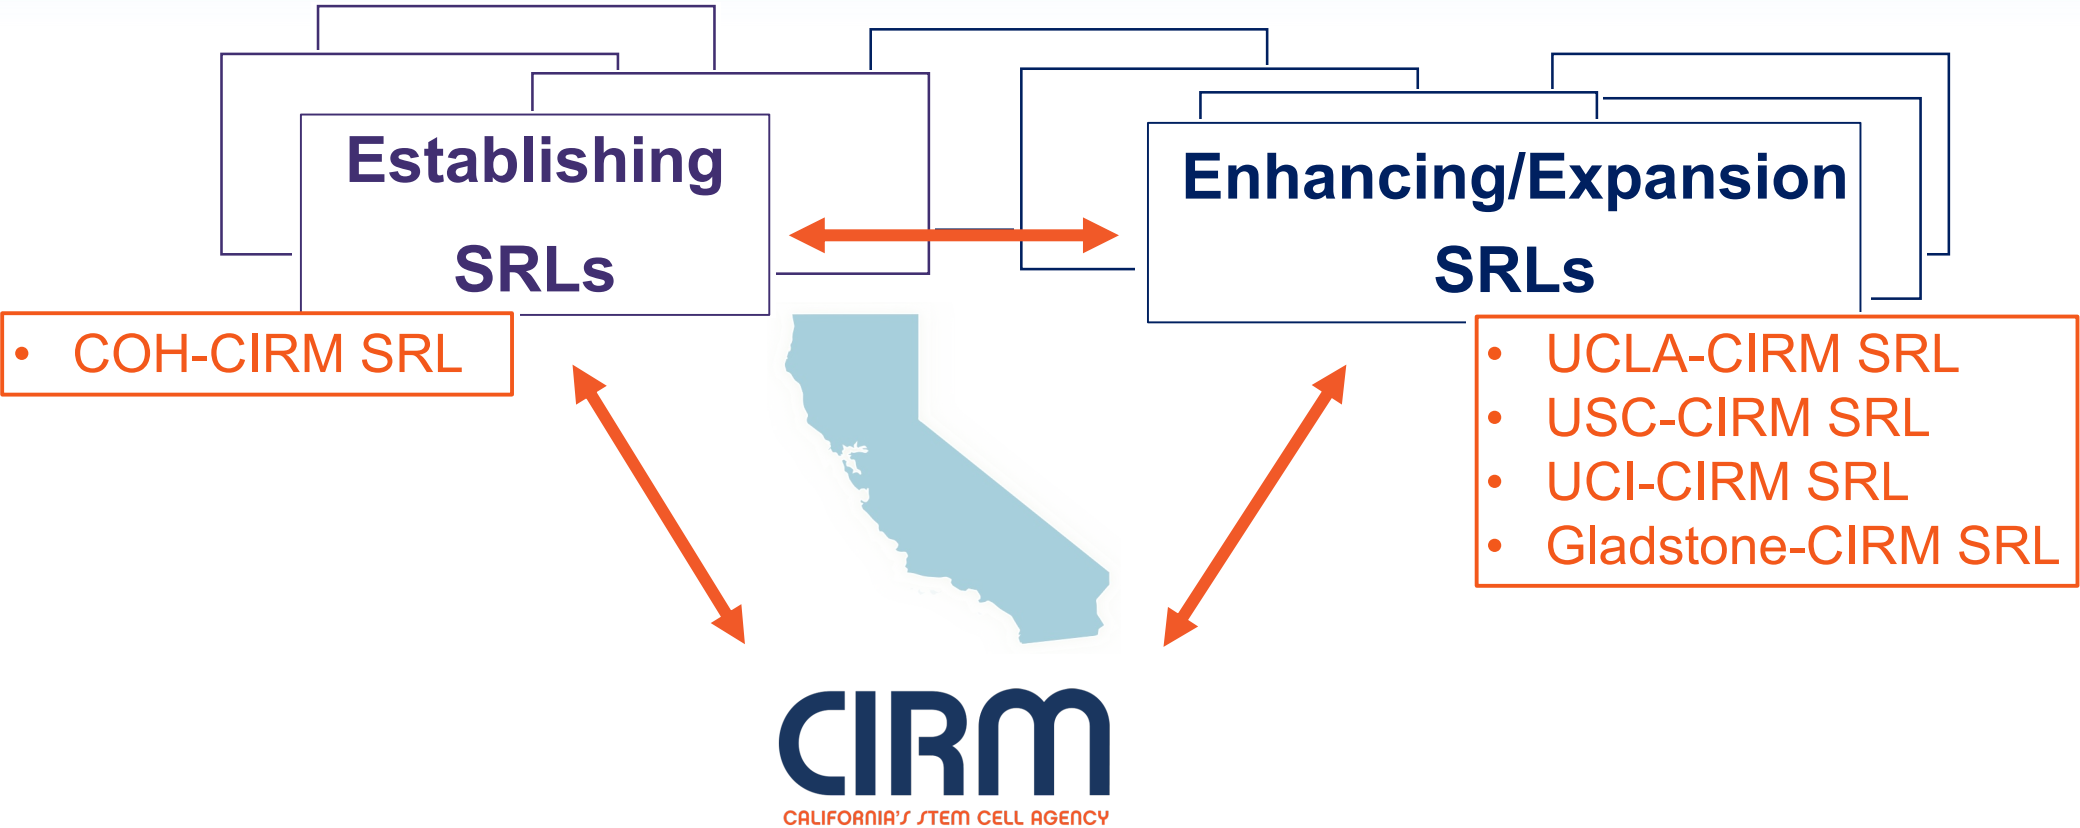 Establishing
SRLs
Enhancing/Expansion
SRLs
• COH-CIRM SRL
• UCLA-CIRM SRL
• USC-CIRM SRL
• UCI-CIRM SRL
• Gladstone-CIRM SRL
CIRM
CALIFORNIA'S STEM CELL AGENCY